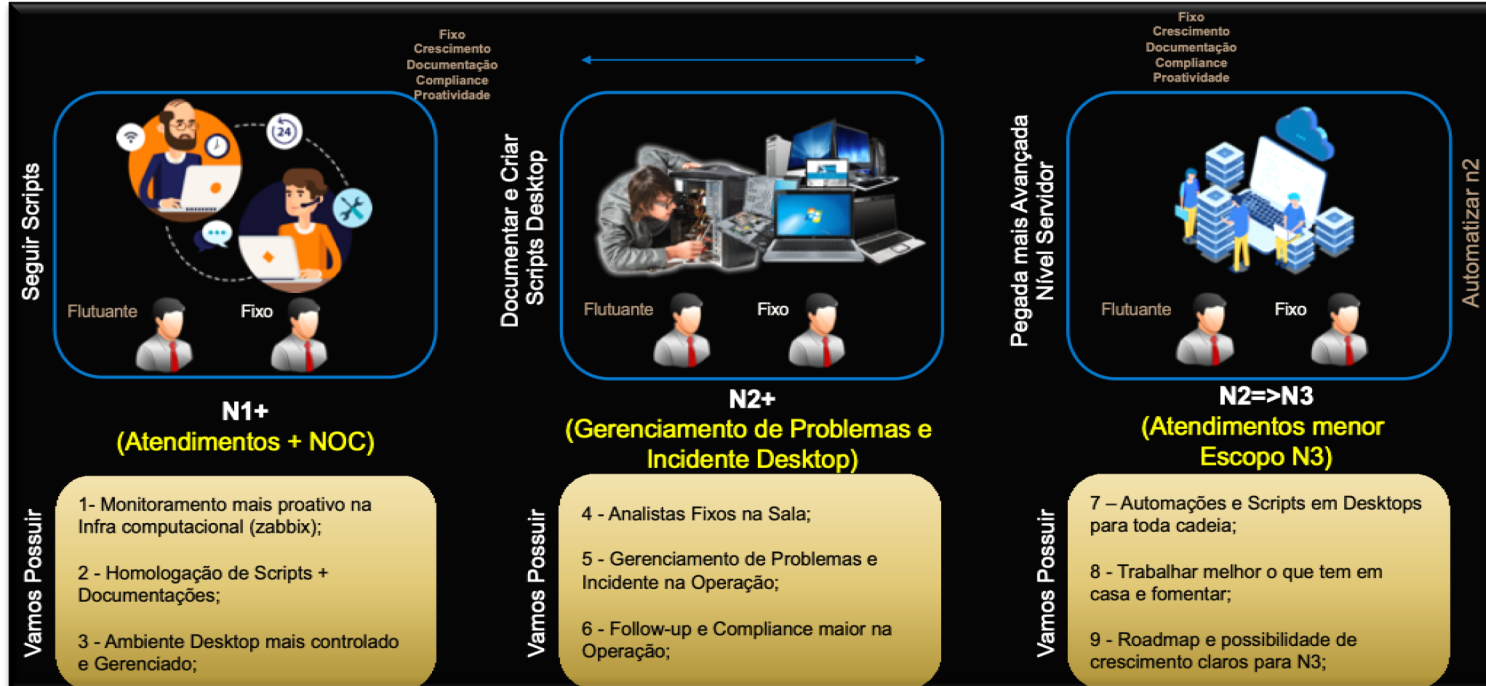 Fixo
Crescimento
Documentação
Compliance
Proatividade
Fixo
Crescimento
Documentação
Compliance
Proatividade
Seguir Scripts
24
Flutuante
Fixo
Documentar e Criar
Scripts Desktop
Flutuante
Fixo
Pegada mais Avançada
Nível Servidor
Flutuante
Fixo
Automatizar n2
N1+
(Atendimentos + NOC)
N2+
(Gerenciamento de Problemas e
Incidente Desktop)
N2=>N3
(Atendimentos menor
Escopo N3)
Vamos Possuir
1- Monitoramento mais proativo na
Infra computacional (zabbix);
2 - Homologação de Scripts +
Documentações;
3 - Ambiente Desktop mais controlado
e Gerenciado;
Vamos Possuir
4 - Analistas Fixos na Sala;
5 - Gerenciamento de Problemas e
Incidente na Operação;
6 – Follow-up e Compliance maior na
Operação;
Vamos Possuir
7 – Automações e Scripts em Desktops
para toda cadeia;
8 - Trabalhar melhor o que tem em
casa e fomentar;
9 - Roadmap e possibilidade de
crescimento claros para N3;